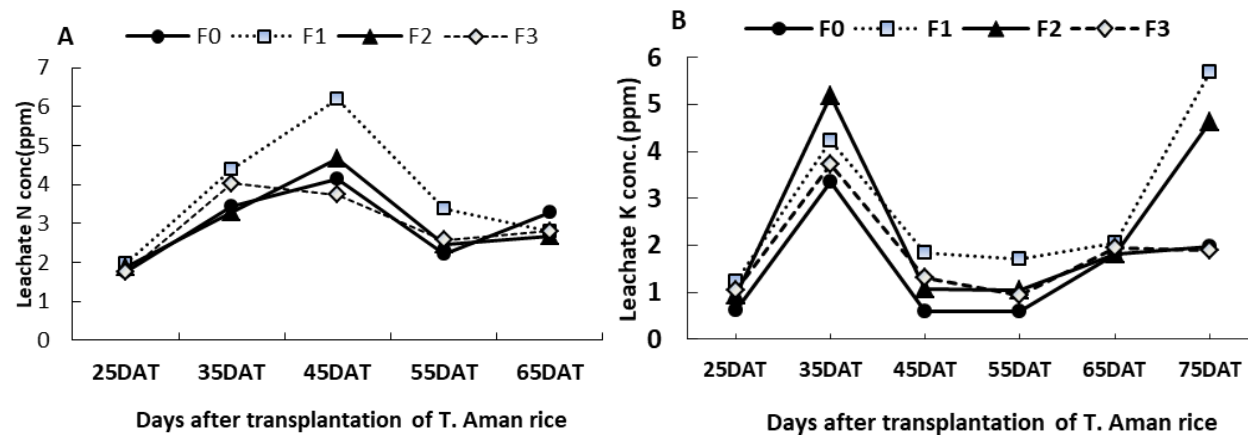 A
F0 F1 F2 F3
Leachate N conc(ppm)
7
6
5
4
3
2
1
0
25DAT 35DAT 45DAT 55DAT 65DAT
Days after transplantation of T. Aman rice
B
F0 F1 F2 F3
Leachate K conc.(ppm)
6
5
4
3
2
1
0
25DAT 35DAT 45DAT 55DAT 65DAT 75DAT
Days after transplantation of T. Aman rice